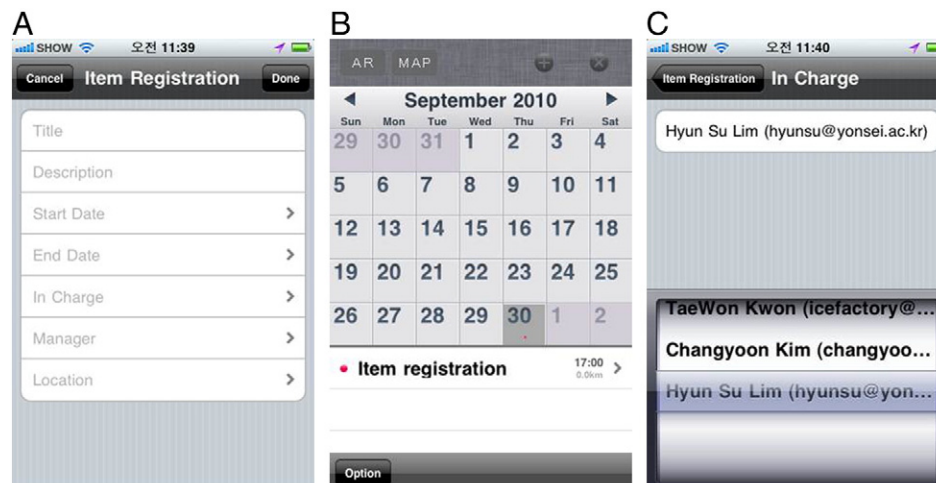 A
SHOW 오전 11:39
Cancel Item Registration Done
Title
Description
Start Date
End Date
In Charge
Manager
Location
B
AR MAP
September 2010
Sun Mon Tue Wed Thu Fri Sat
29 30 31 1 2 3 4
5 6 7 8 9 10 11
12 13 14 15 16 17 18
19 20 21 22 23 24 25
26 27 28 29 30 1 2
Item registration 17:00
0.0km
Option
C
SHOW 오전 11:40
Item Registration In Charge
Hyun Su Lim (hyunsu@yonsei.ac.kr)
TaeWon Kwon (icefactory@...
Changyoon Kim (changyoo...
Hyun Su Lim (hyunsu@yon...